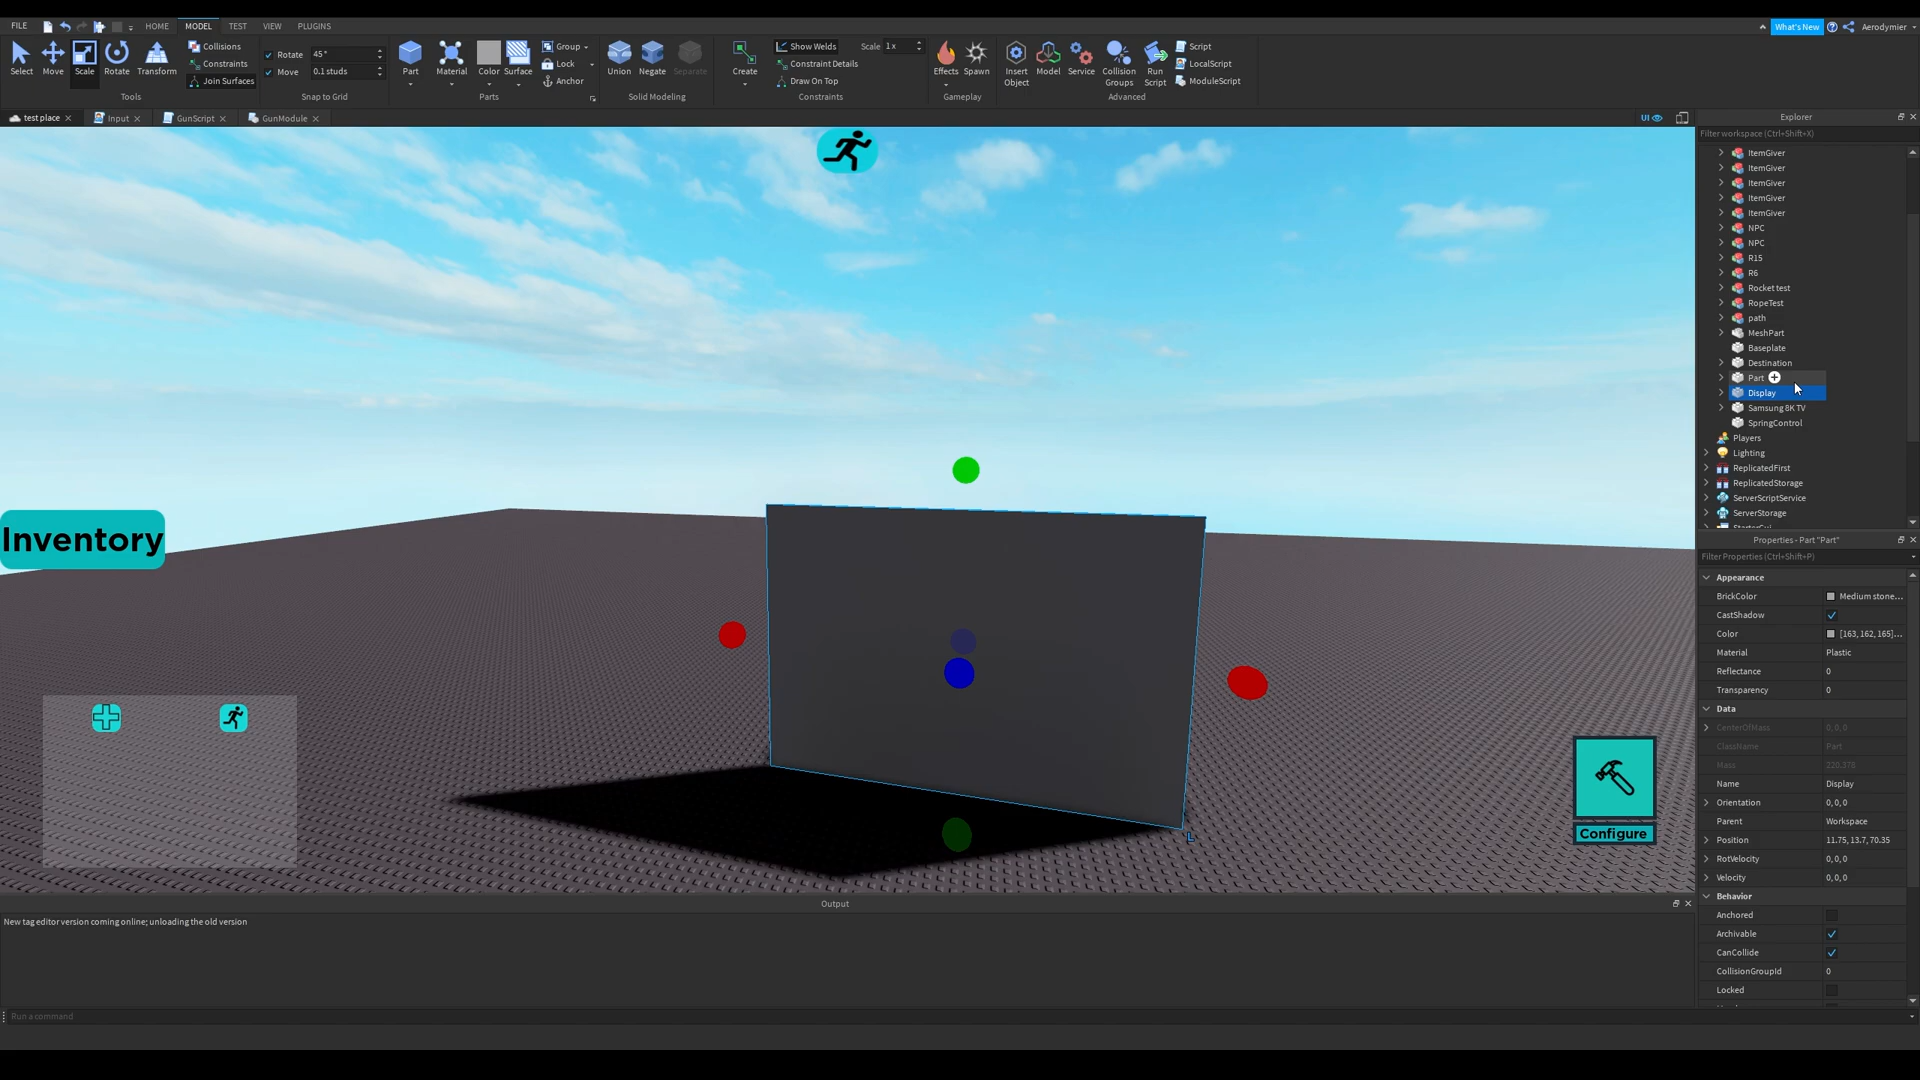 FILE HOME MODEL TEST VIEW PLUGINS What's New Aerodymier
Select Move Scale Rotate Transform Collisions Constraints Join Surfaces Tools
Rotate 45° Move 0.1 studs Snap to Grid
Part Material Color Surface Group Lock Anchor Parts
Union Negate Separate Solid Modeling
Create Show Welds Scale 1 x Constraint Details Draw On Top Constraints
Effects Spawn Gameplay
Insert Object Model Service Collision Groups Run Script Script LocalScript ModuleScript Advanced
test place Input GunScript GunModule UI
Explorer
Filter workspace (Ctrl+Shift+X)
ItemGiver
ItemGiver
ItemGiver
ItemGiver
ItemGiver
NPC
NPC
R15
R6
Rocket test
RopeTest
path
MeshPart
Baseplate
Destination
Part
Display
Samsung 8K TV
SpringControl
Players
Lighting
ReplicatedFirst
ReplicatedStorage
ServerScriptService
ServerStorage
Properties - Part "Part"
Filter Properties (Ctrl+Shift+P)
Appearance
BrickColor Medium stone...
CastShadow
Color [163, 162, 165]...
Material Plastic
Reflectance 0
Transparency 0
Data
CenterOfMass 0, 0, 0
ClassName Part
Mass 220.378
Name Display
Orientation 0, 0, 0
Parent Workspace
Position 11.75, 13.7, 70.35
RotVelocity 0, 0, 0
Velocity 0, 0, 0
Behavior
Anchored
Archivable
CanCollide
CollisionGroupId 0
Locked
Inventory
L
Configure
Output
New tag editor version coming online; unloading the old version
Run a command